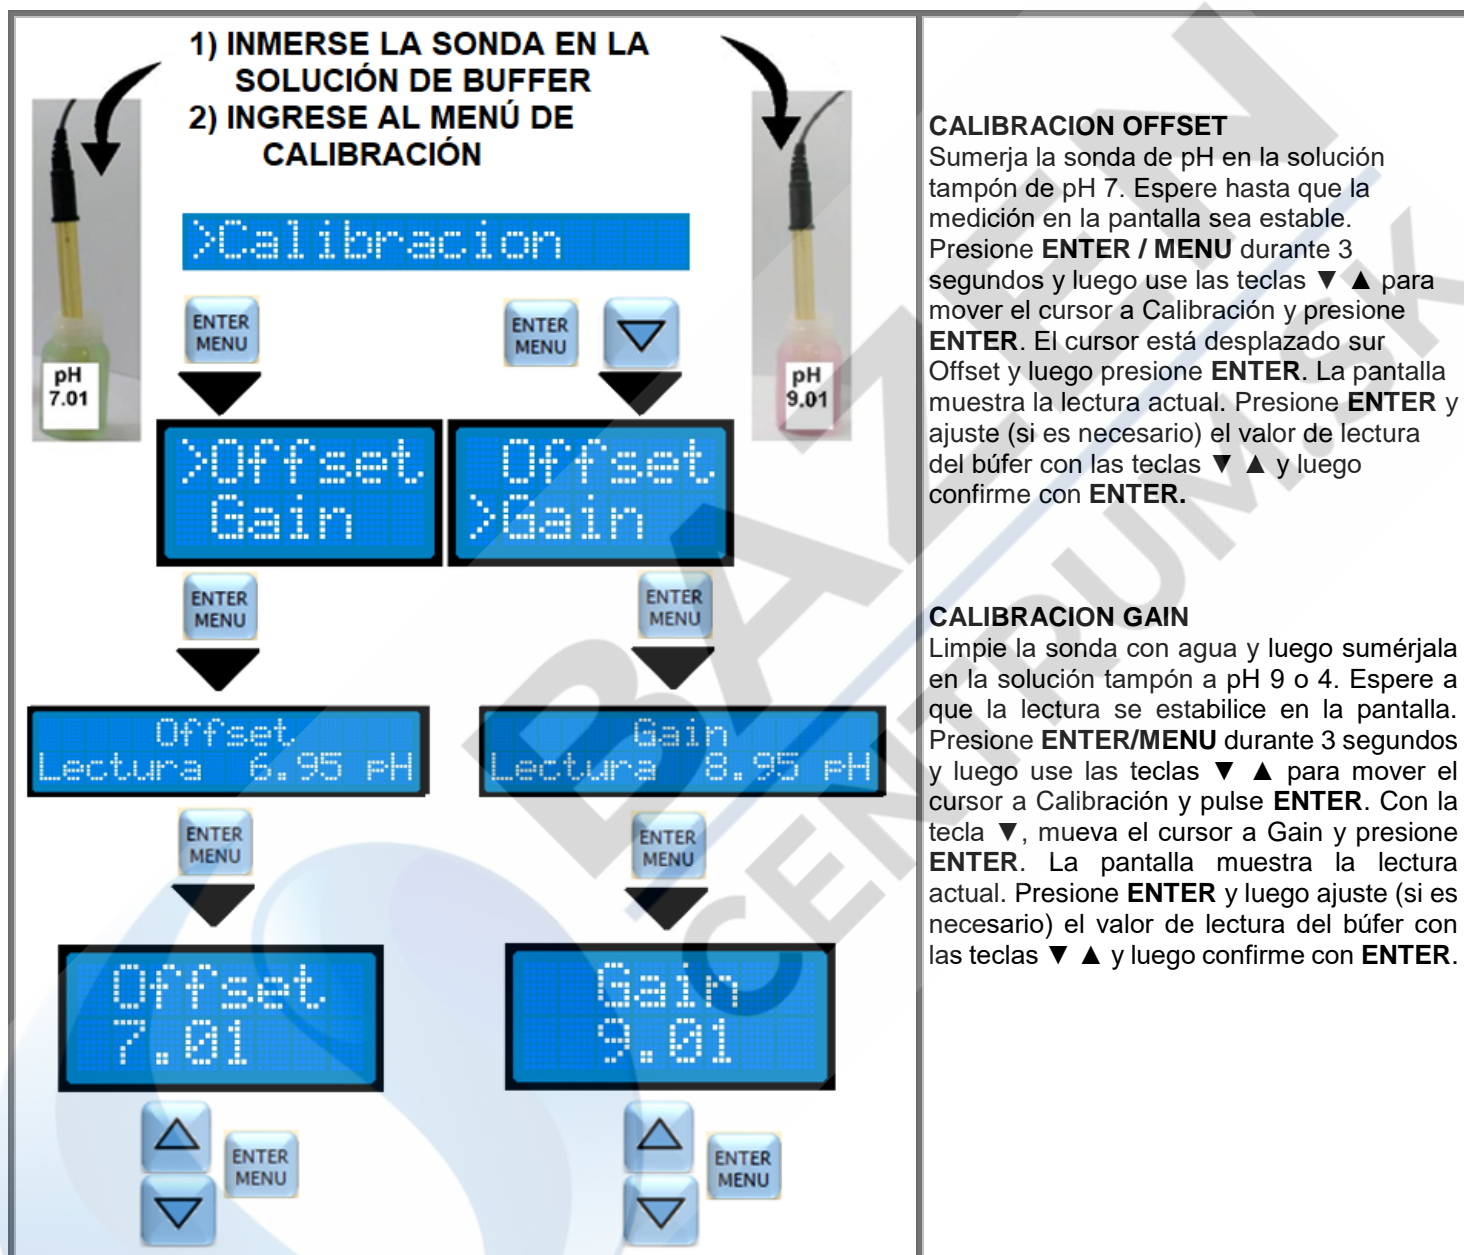 1) INMERSE LA SONDA EN LA
SOLUCIÓN DE BUFFER
2) INGRESE AL MENÚ DE
CALIBRACIÓN
>Calibracion
ENTER
MENU
ENTER
MENU
pH
7.01
pH
9.01
>Offset
Gain
Offset
>Gain
ENTER
MENU
ENTER
MENU
Offset
Lectura 6.95 pH
Gain
Lectura 8.95 pH
ENTER
MENU
ENTER
MENU
Offset
7.01
Gain
9.01
ENTER
MENU
ENTER
MENU
CALIBRACION OFFSET
Sumerja la sonda de pH en la solución
tampón de pH 7. Espere hasta que la
medición en la pantalla sea estable.
Presione ENTER / MENU durante 3
segundos y luego use las teclas ▼ ▲ para
mover el cursor a Calibración y presione
ENTER. El cursor está desplazado sur
Offset y luego presione ENTER. La pantalla
muestra la lectura actual. Presione ENTER y
ajuste (si es necesario) el valor de lectura
del búfer con las teclas ▼ ▲ y luego
confirme con ENTER.
CALIBRACION GAIN
Limpie la sonda con agua y luego sumérjala
en la solución tampón a pH 9 o 4. Espere a
que la lectura se estabilice en la pantalla.
Presione ENTER/MENU durante 3 segundos
y luego use las teclas ▼ ▲ para mover el
cursor a Calibración y pulse ENTER. Con la
tecla ▼, mueva el cursor a Gain y presione
ENTER. La pantalla muestra la lectura
actual. Presione ENTER y luego ajuste (si es
necesario) el valor de lectura del búfer con
las teclas ▼ ▲ y luego confirme con ENTER.
BAZEN
CENTRUM.SK